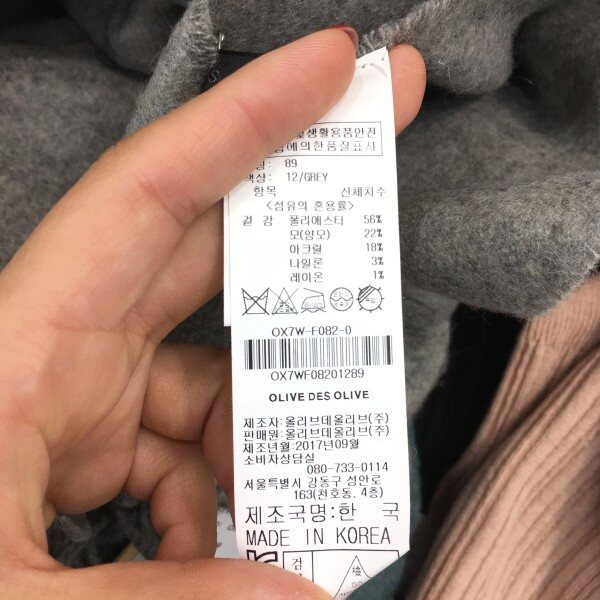 및생활용품안전
에의한품질표시
89
색상: 12/GREY
항목 신체치수
<섬유의 혼용률>
겉 감 폴리에스터 56%
모(양모) 22%
아크릴 18%
나일론 3%
레이온 1%
OX7W-F082-0
OX7WF08201289
OLIVE DES OLIVE
제조자:올리브데올리브(주)
판매원:올리브데올리브(주)
제조년월:2017년09월
소비자상담실
080-733-0114
서울특별시 강동구 성안로
163(천호동, 4층)
제조국명:한 국
MADE IN KOREA
검